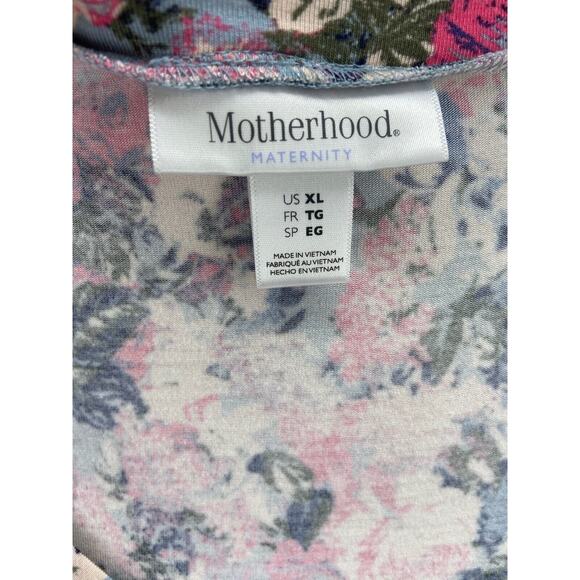 Motherhood®
MATERNITY
US XL
FR TG
SP EG
MADE IN VIETNAM
FABRIQUÉ AU VIETNAM
HECHO EN VIETNAM